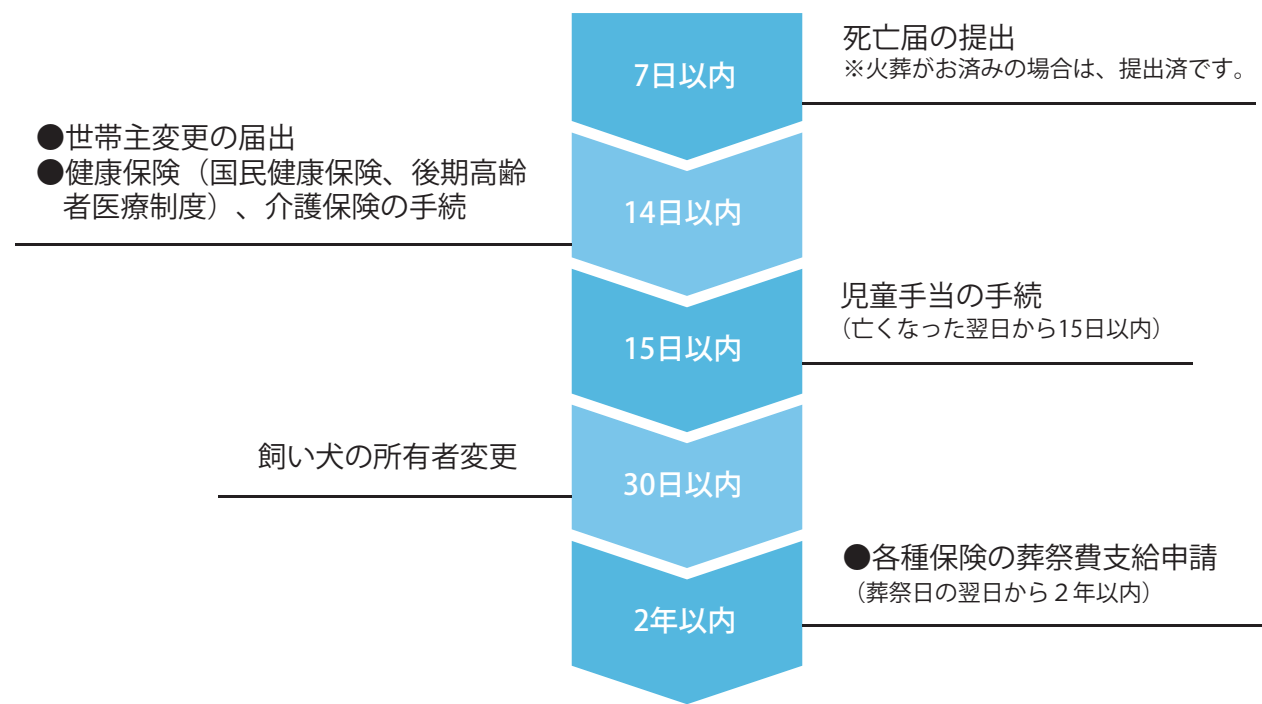 7日以内
死亡届の提出
※火葬がお済みの場合は、提出済です。
●世帯主変更の届出
●健康保険（国民健康保険、後期高齢
者医療制度）、介護保険の手続
14日以内
15日以内
児童手当の手続
（亡くなった翌日から15日以内）
飼い犬の所有者変更
30日以内
●各種保険の葬祭費支給申請
（葬祭日の翌日から２年以内）
2年以内